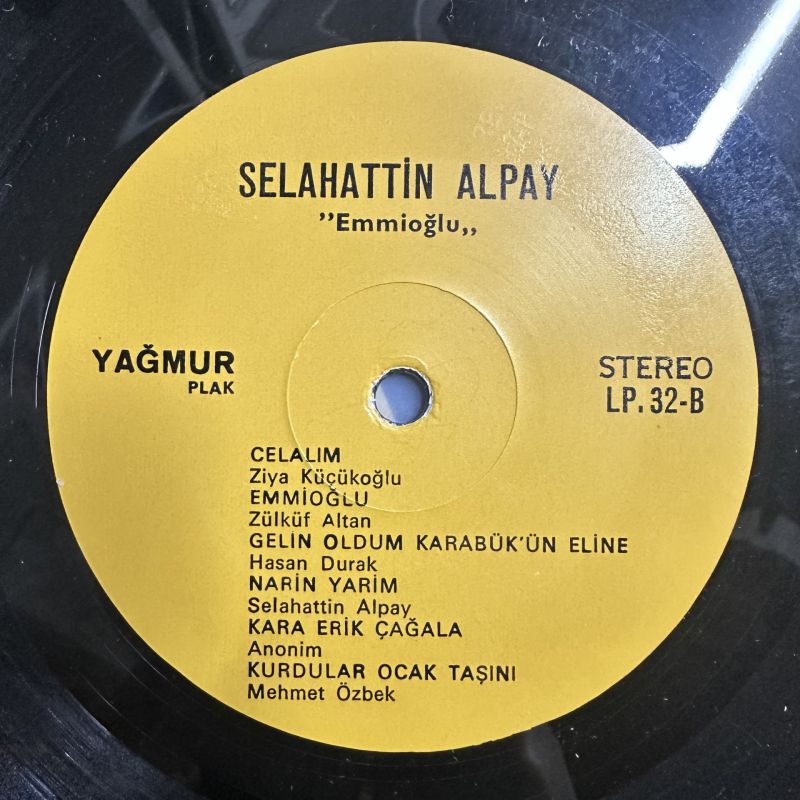 SELAHATTİN ALPAY
”Emmioğlu„
YAĞMUR
PLAK
STEREO
LP. 32-B
CELALIM
Ziya Küçükoğlu
EMMİOĞLU
Zülküf Altan
GELİN OLDUM KARABÜK'ÜN ELİNE
Hasan Durak
NARİN YARİM
Selahattin Alpay
KARA ERİK ÇAĞALA
Anonim
KURDULAR OCAK TAŞINI
Mehmet Özbek